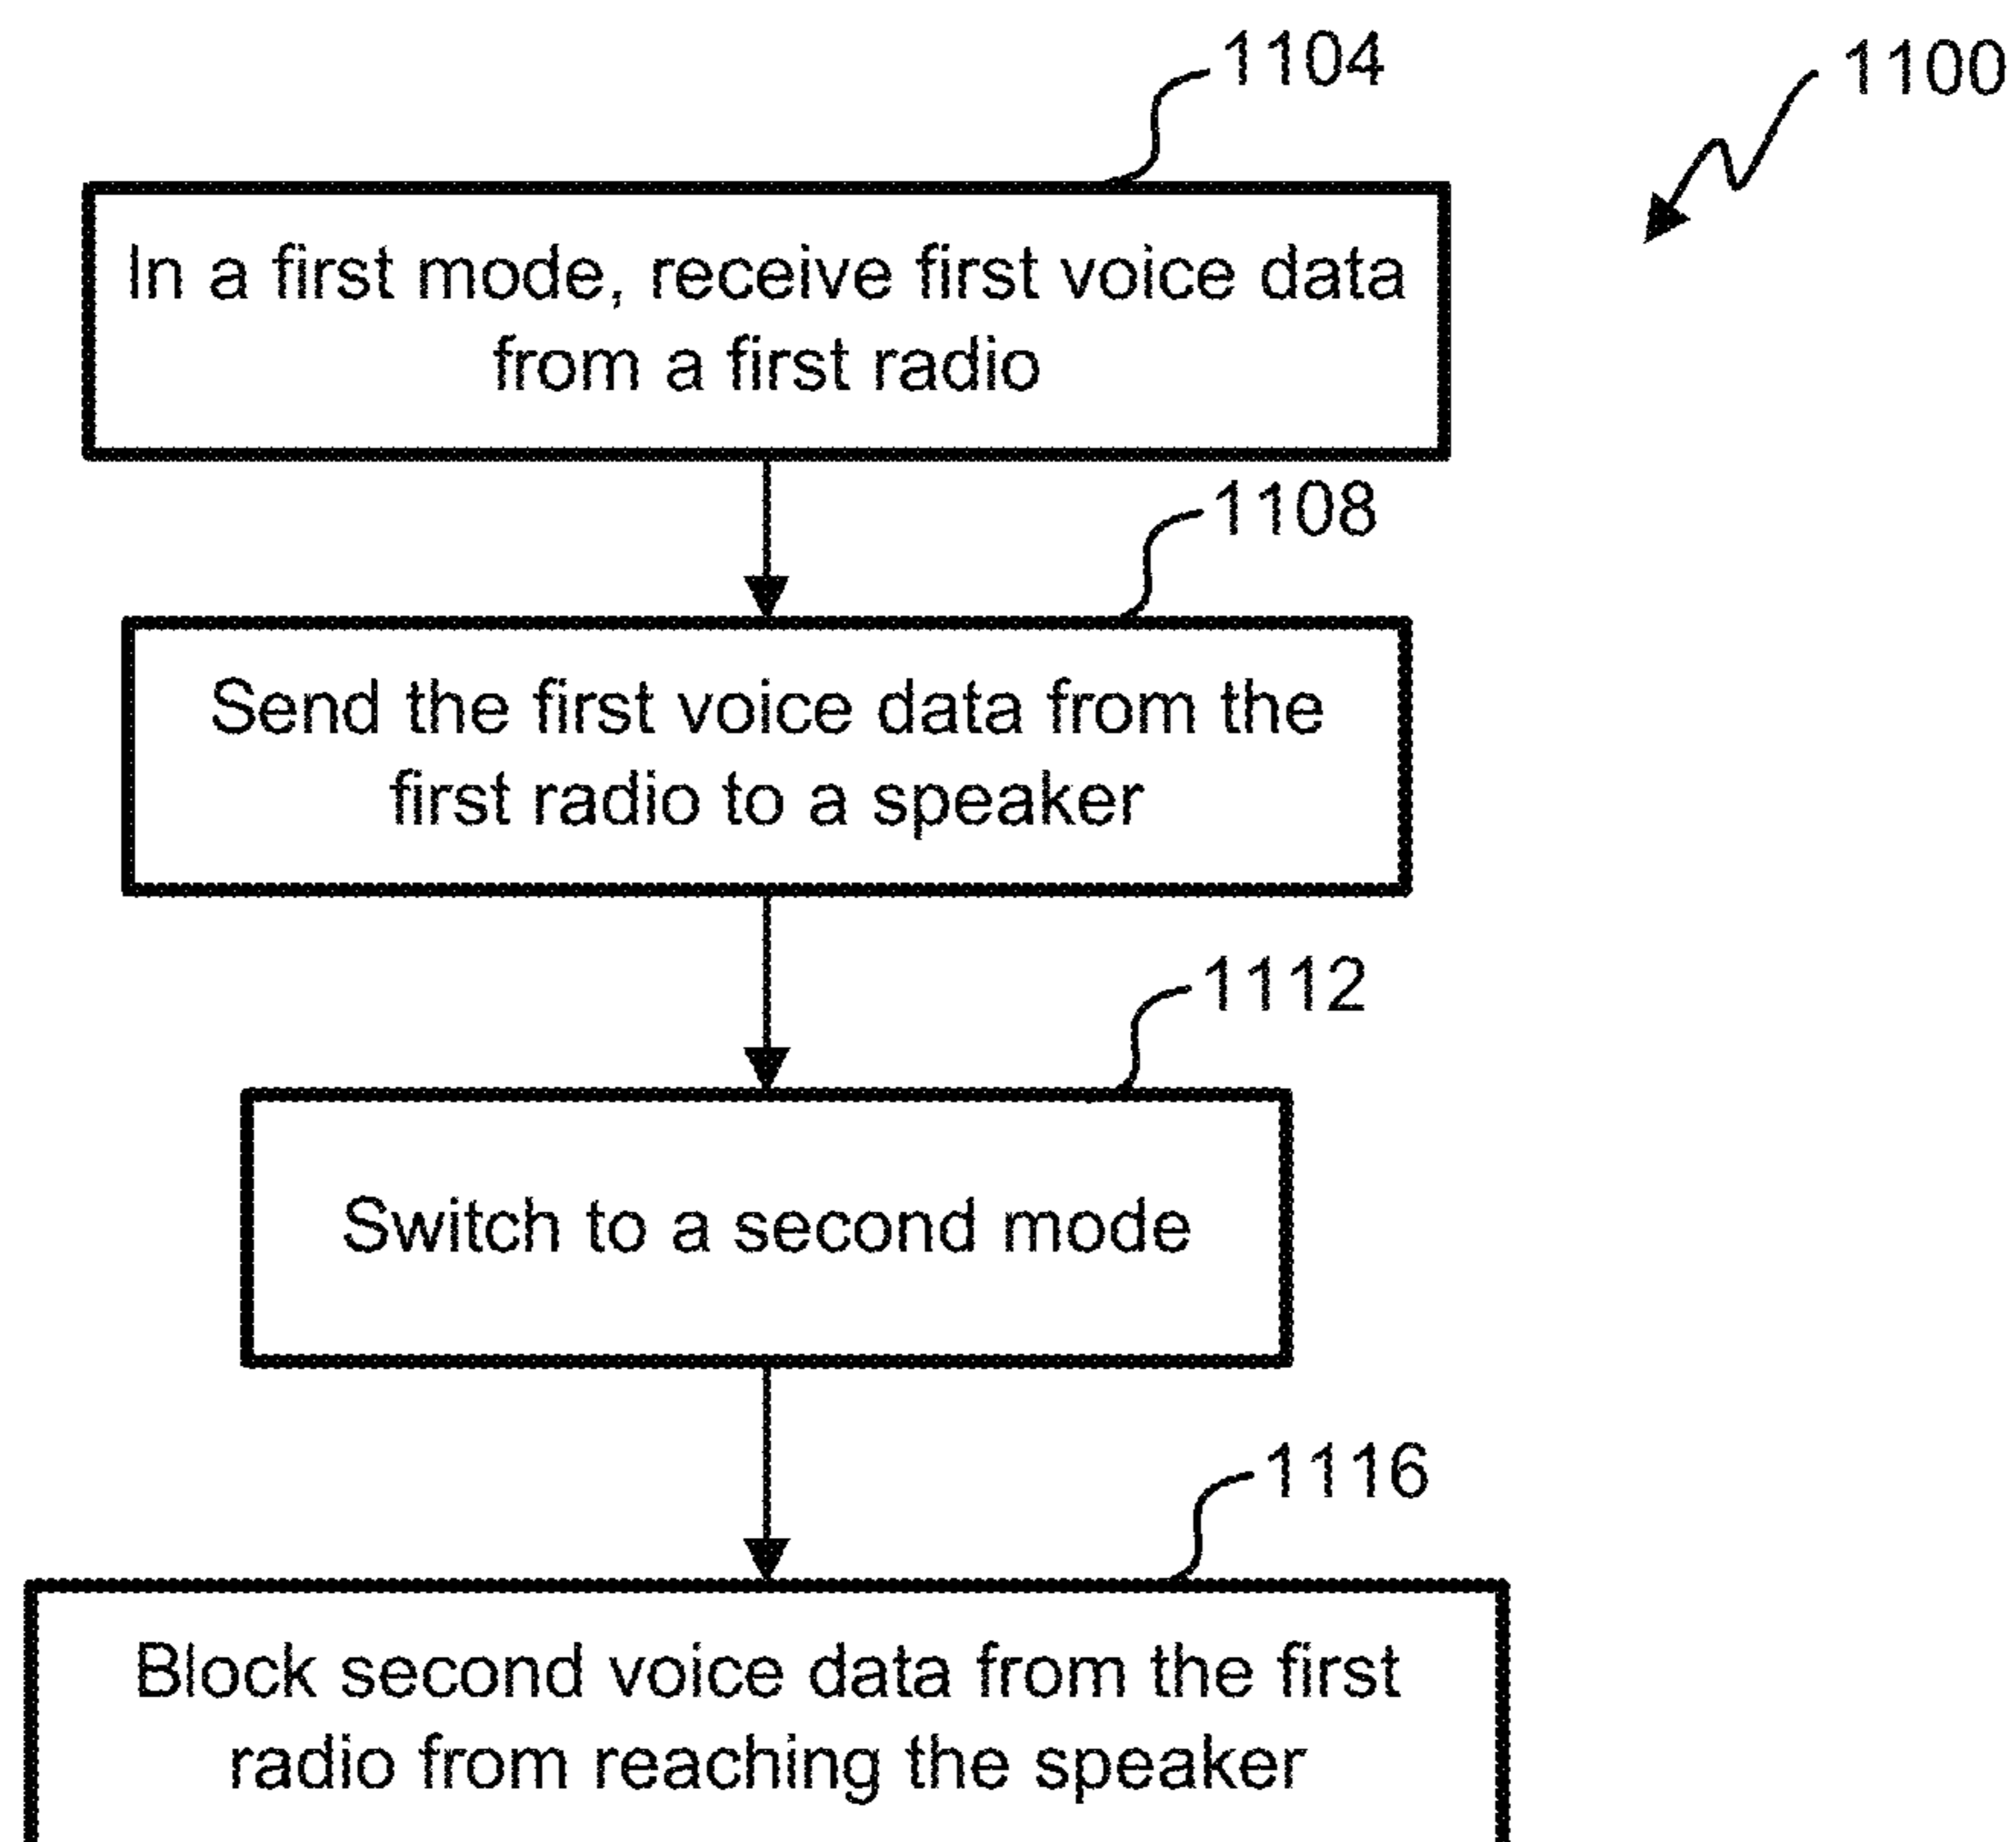 1104
1100
In a first mode, receive first voice data
from a first radio
1108
Send the first voice data from the
first radio to a speaker
1112
Switch to a second mode
1116
Block second voice data from the first
radio from reaching the speaker